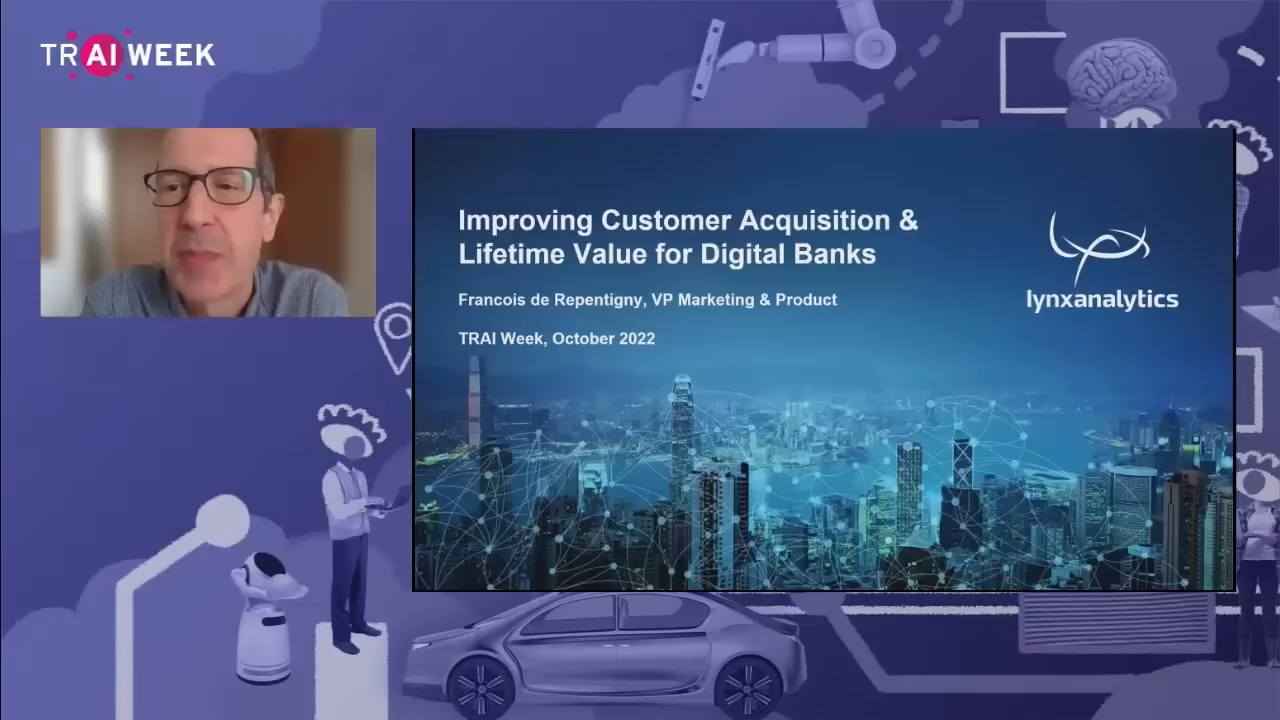 TRAI WEEK
Improving Customer Acquisition &
Lifetime Value for Digital Banks
Francois de Repentigny, VP Marketing & Product
TRAI Week, October 2022
lynxanalytics